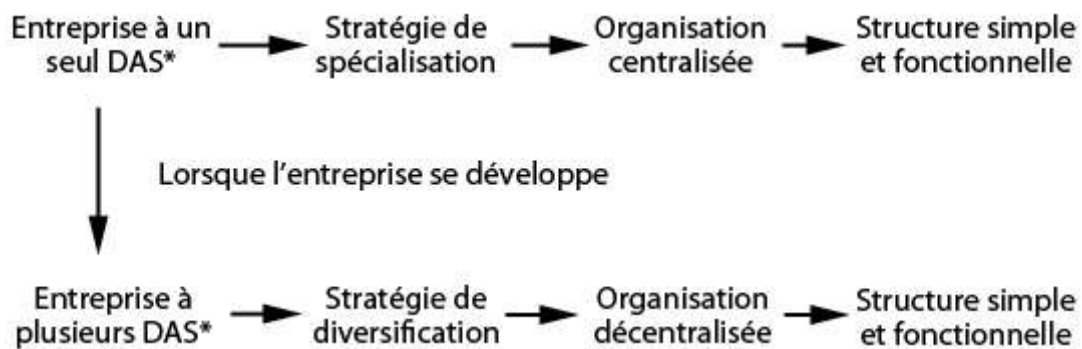 Entreprise à un
seul DAS*
Stratégie de
spécialisation
Organisation
centralisée
Structure simple
et fonctionnelle
Lorsque l'entreprise se développe
Entreprise à
plusieurs DAS*
Stratégie de
diversification
Organisation
décentralisée
Structure simple
et fonctionnelle